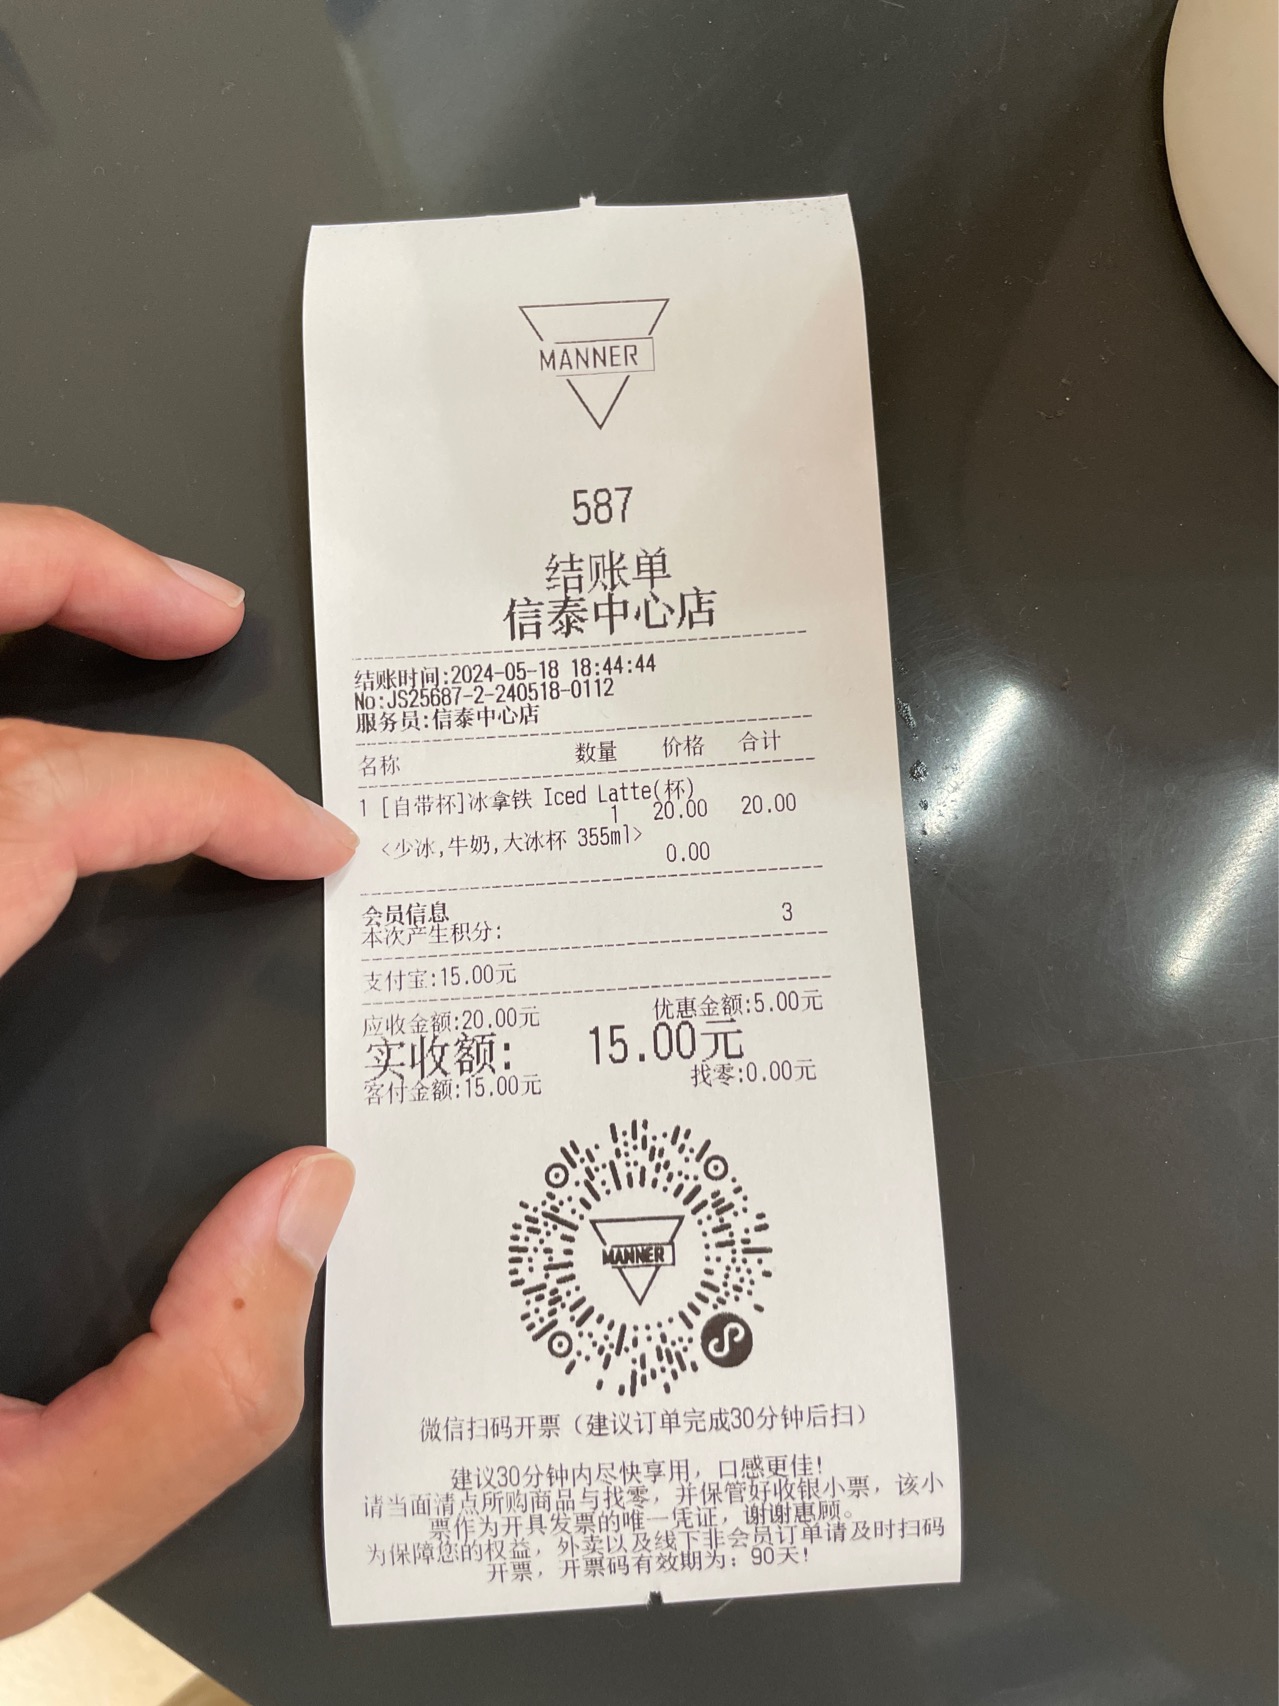 MANNER
587
结账单
信泰中心店
结账时间:2024-05-18 18:44:44
No:JS25687-2-240518-0112
服务员:信泰中心店
名称 数量 价格 合计
1 [自带杯]冰拿铁 Iced Latte(杯)
1 20.00 20.00
<少冰,牛奶,大冰杯 355ml>
0.00
会员信息
本次产生积分: 3
支付宝:15.00元
应收金额:20.00元 优惠金额:5.00元
实收额: 15.00元
客付金额:15.00元 找零:0.00元
MANNER
微信扫码开票（建议订单完成30分钟后扫）
建议30分钟内尽快享用，口感更佳!
请当面清点所购商品与找零，并保管好收银小票，该小
票作为开具发票的唯一凭证，谢谢惠顾。
为保障您的权益，外卖以及线下非会员订单请及时扫码
开票，开票码有效期为：90天!